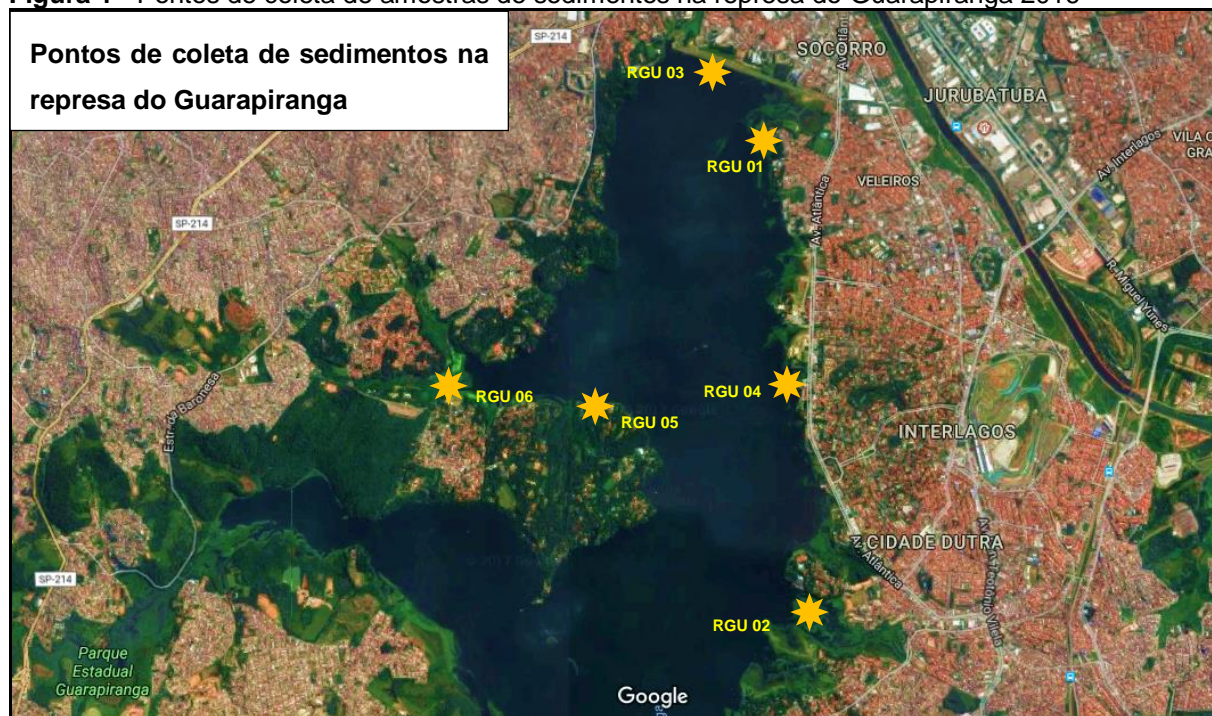 Pontos de coleta de sedimentos na
represa do Guarapiranga
SP-214
SOCORRO
RGU 03
JURUBATUBA
RGU 01
Av. Interlagos
VELEIROS
SP-214
Av. Atlântica
R. Miguel Yunes
Estr. da Baronesa
RGU 06
RGU 04
RGU 05
INTERLAGOS
CIDADE DUTRA
Av. Atlântica
SP-214
RGU 02
Parque
Estadual
Guarapiranga
Google